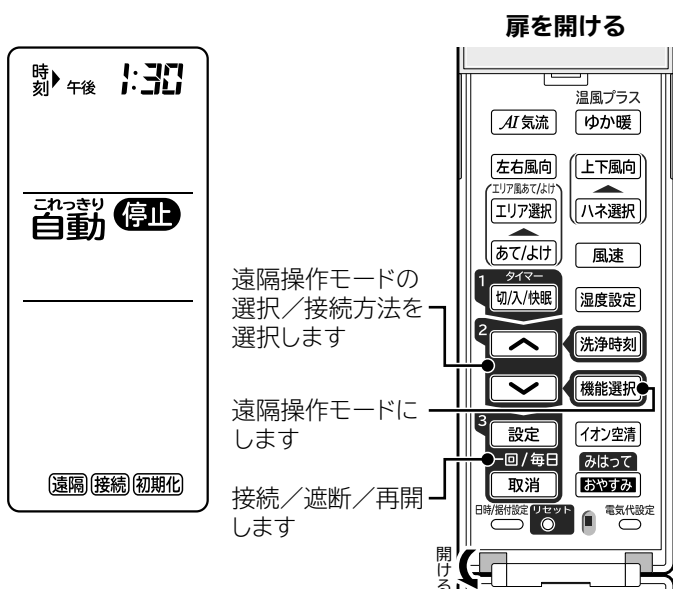 扉を開ける
時刻 午後 1:30
これっきり
自動 停止
遠隔 接続 初期化
遠隔操作モードの
選択／接続方法を
選択します
遠隔操作モードに
します
接続／遮断／再開
します
温風プラス
AI気流 ゆか暖
左右風向 上下風向
エリア風あて/よけ
エリア選択 ハネ選択
あて/よけ 風速
1 タイマー
切/入/快眠 湿度設定
2
洗浄時刻
機能選択
3
設定 イオン空清
一回/毎日 みはって
取消 おやすみ
日時/据付設定 リセット 電気代設定
開ける